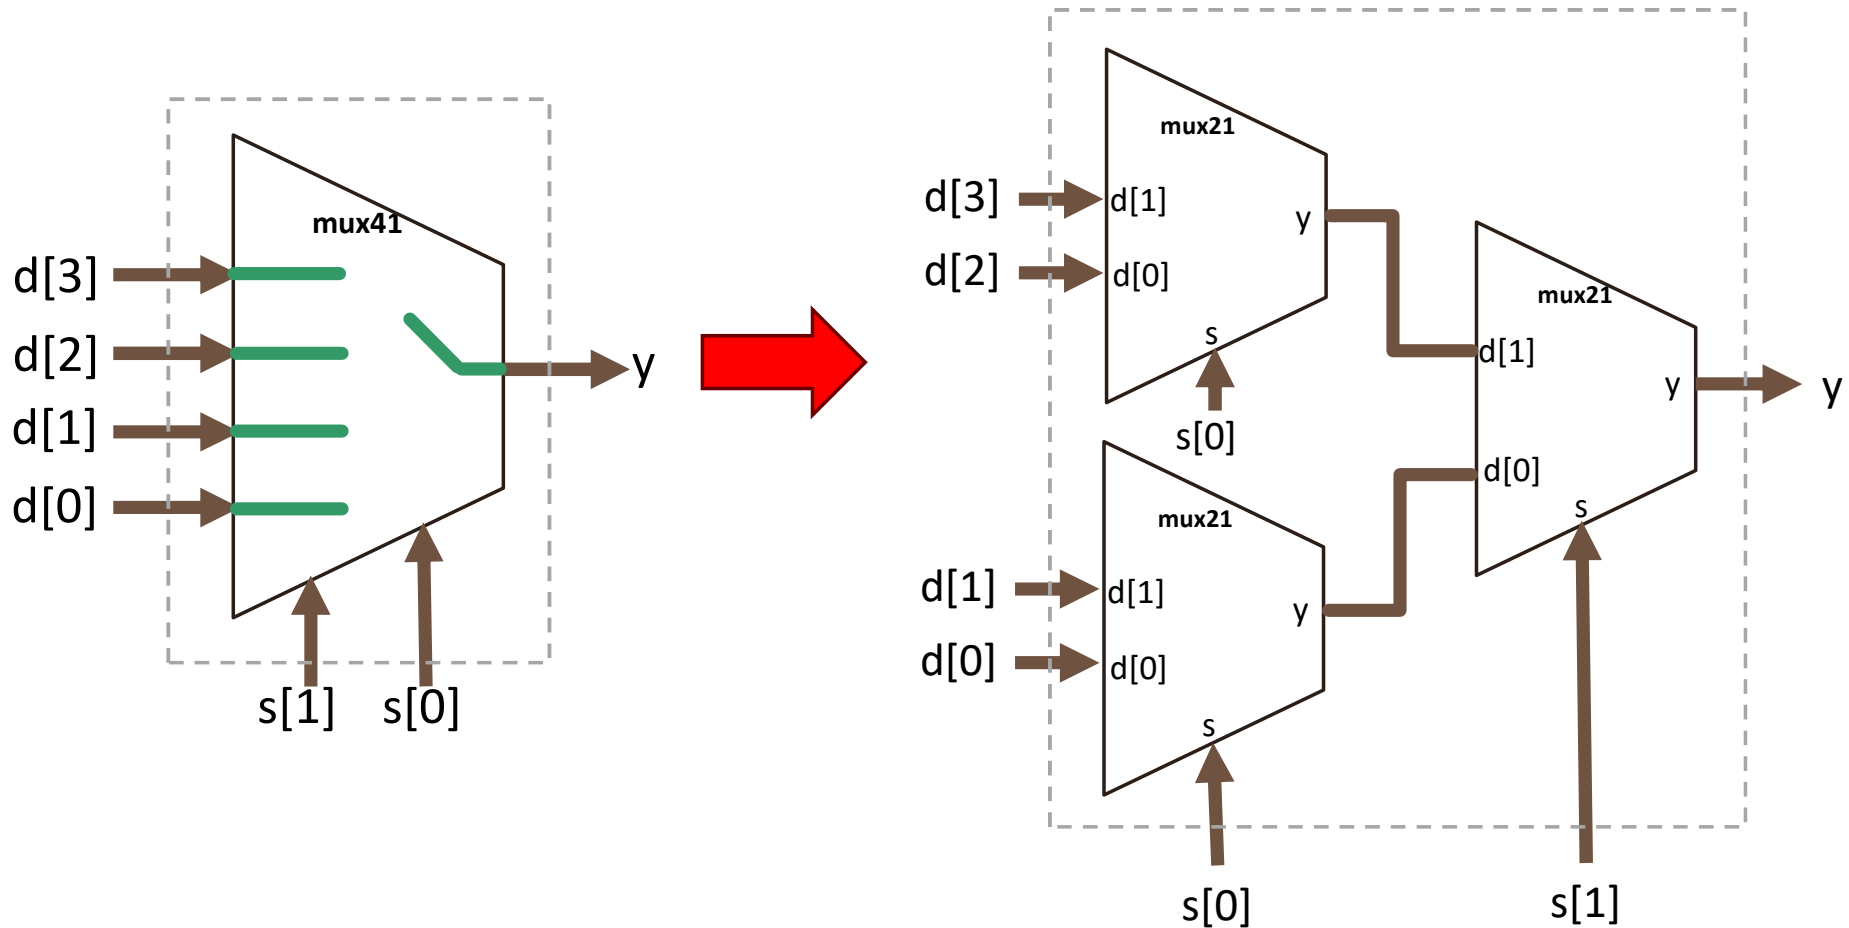 mux41
d[3]
d[2]
d[1]
d[0]
s[1]
s[0]
y
mux21
d[3]
d[1]
d[2]
d[0]
y
s
s[0]
mux21
d[1]
d[1]
d[0]
d[0]
y
s
s[0]
mux21
d[1]
d[0]
y
s
s[1]
y